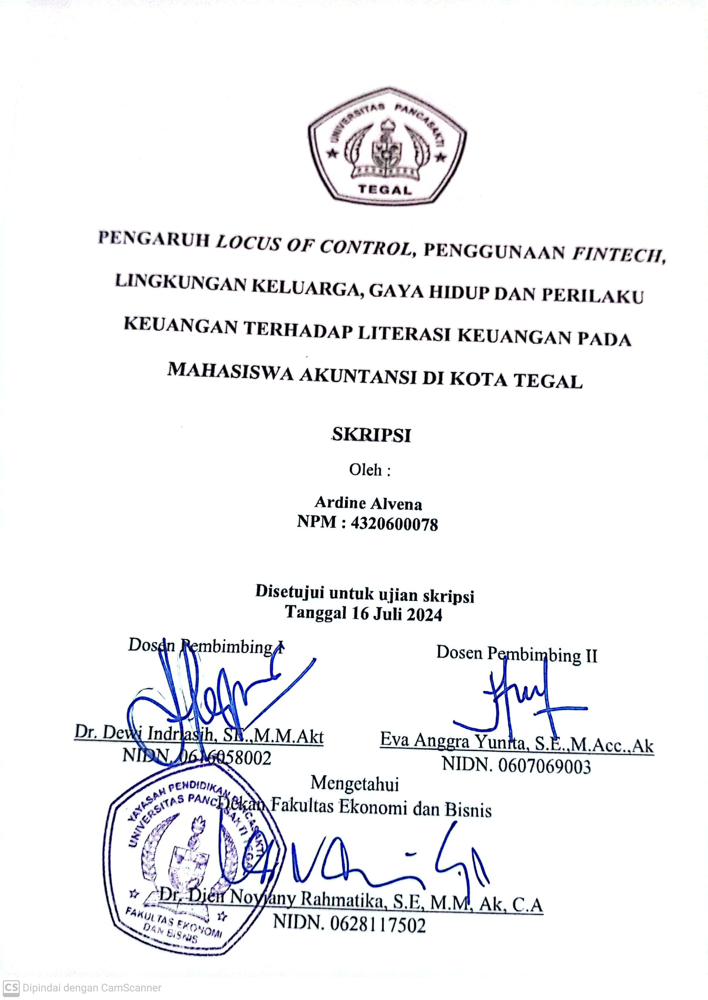 UNIVERSITAS PANCASAKTI
TEGAL
PENGARUH LOCUS OF CONTROL, PENGGUNAAN FINTECH,
LINGKUNGAN KELUARGA, GAYA HIDUP DAN PERILAKU
KEUANGAN TERHADAP LITERASI KEUANGAN PADA
MAHASISWA AKUNTANSI DI KOTA TEGAL
SKRIPSI
Oleh :
Ardine Alvena
NPM : 4320600078
Disetujui untuk ujian skripsi
Tanggal 16 Juli 2024
Dosen Pembimbing I
Dosen Pembimbing II
Dr. Dewi Indriasih, SE.,M.M.Akt
NIDN. 0616058002
Eva Anggra Yunita, S.E.,M.Acc.,Ak
NIDN. 0607069003
Mengetahui
Dekan Fakultas Ekonomi dan Bisnis
YAYASAN PENDIDIKAN PANCASAKTI
UNIVERSITAS PANCASAKTI TEGAL
Dr. Dien Noviany Rahmatika, S.E, M.M, Ak, C.A
NIDN. 0628117502
FAKULTAS EKONOMI
DAN BISNIS
CS Dipindai dengan CamScanner